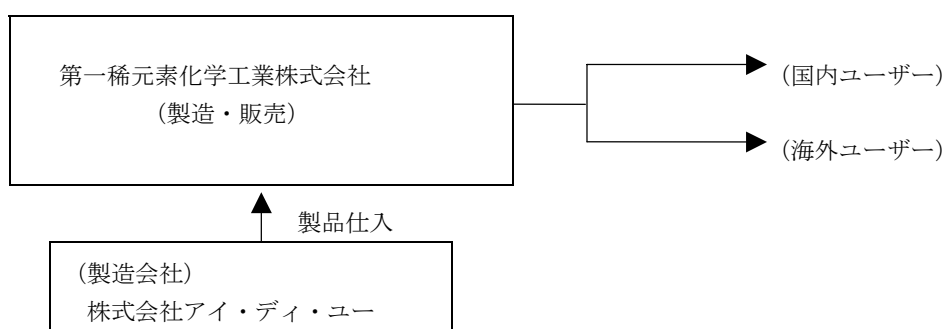 第一稀元素化学工業株式会社
(製造・販売)
(国内ユーザー)
(海外ユーザー)
製品仕入
(製造会社)
株式会社アイ・ディ・ユー